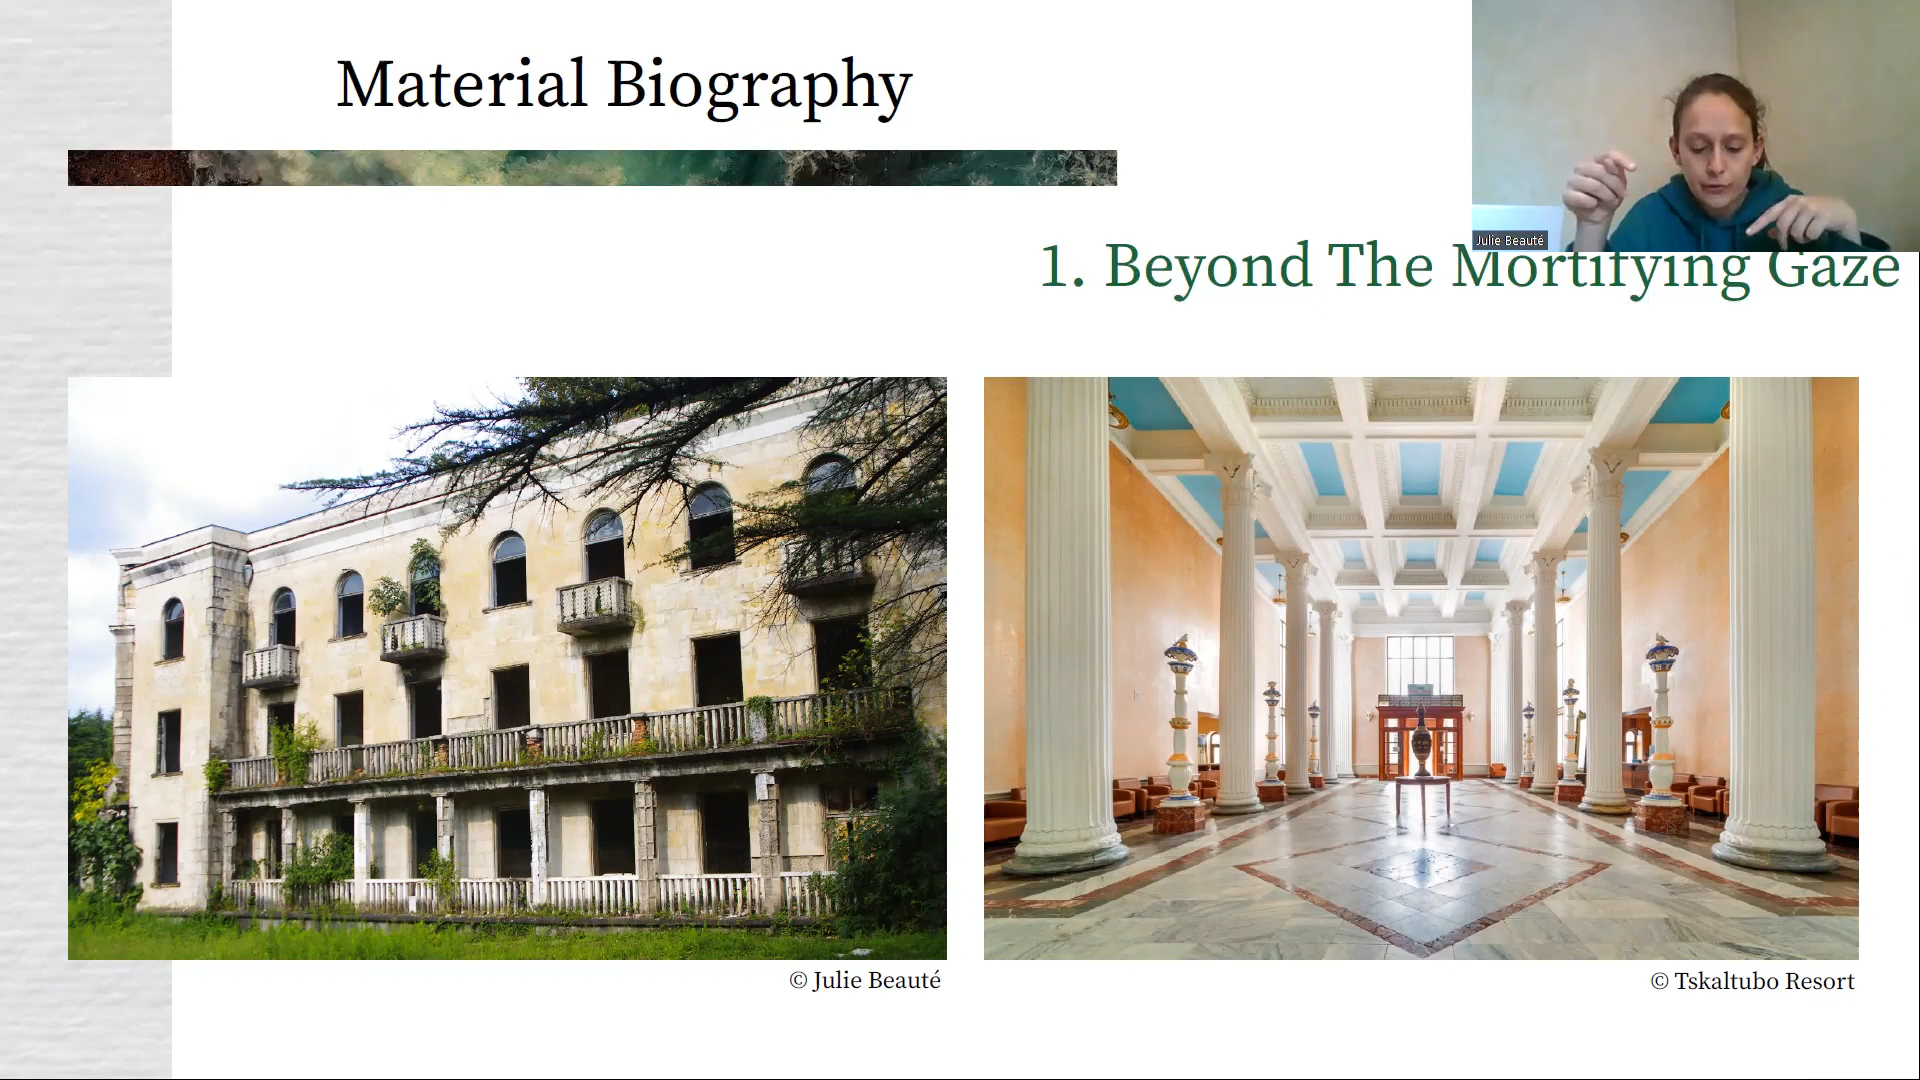 Material Biography
Julie Beauté
1. Beyond The Mortifying Gaze
© Julie Beauté
© Tskaltubo Resort